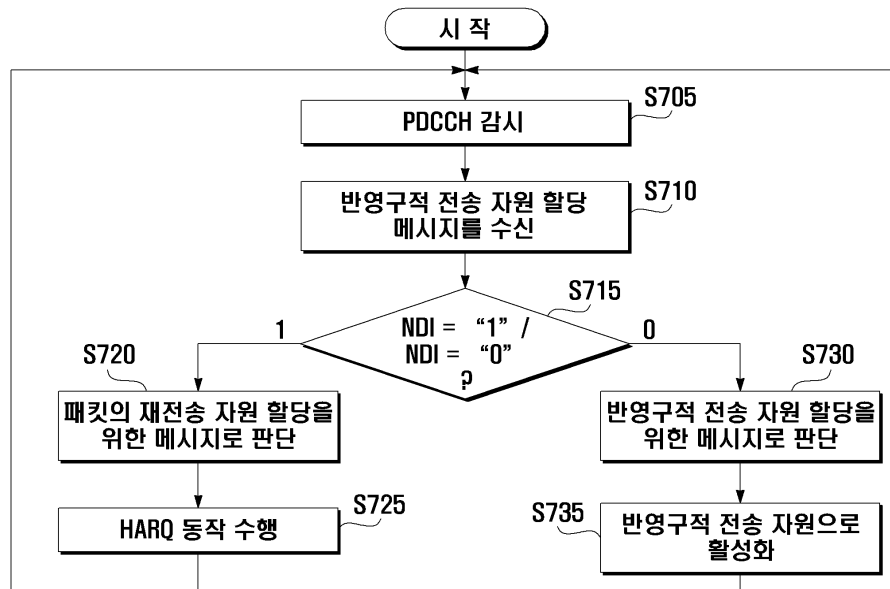 시 작
S705
PDCCH 감시
S710
반영구적 전송 자원 할당
메시지를 수신
S715
1
NDI = “1” /
NDI = “0”
?
0
S720
패킷의 재전송 자원 할당을
위한 메시지로 판단
S730
반영구적 전송 자원 할당을
위한 메시지로 판단
S725
HARQ 동작 수행
S735
반영구적 전송 자원으로
활성화